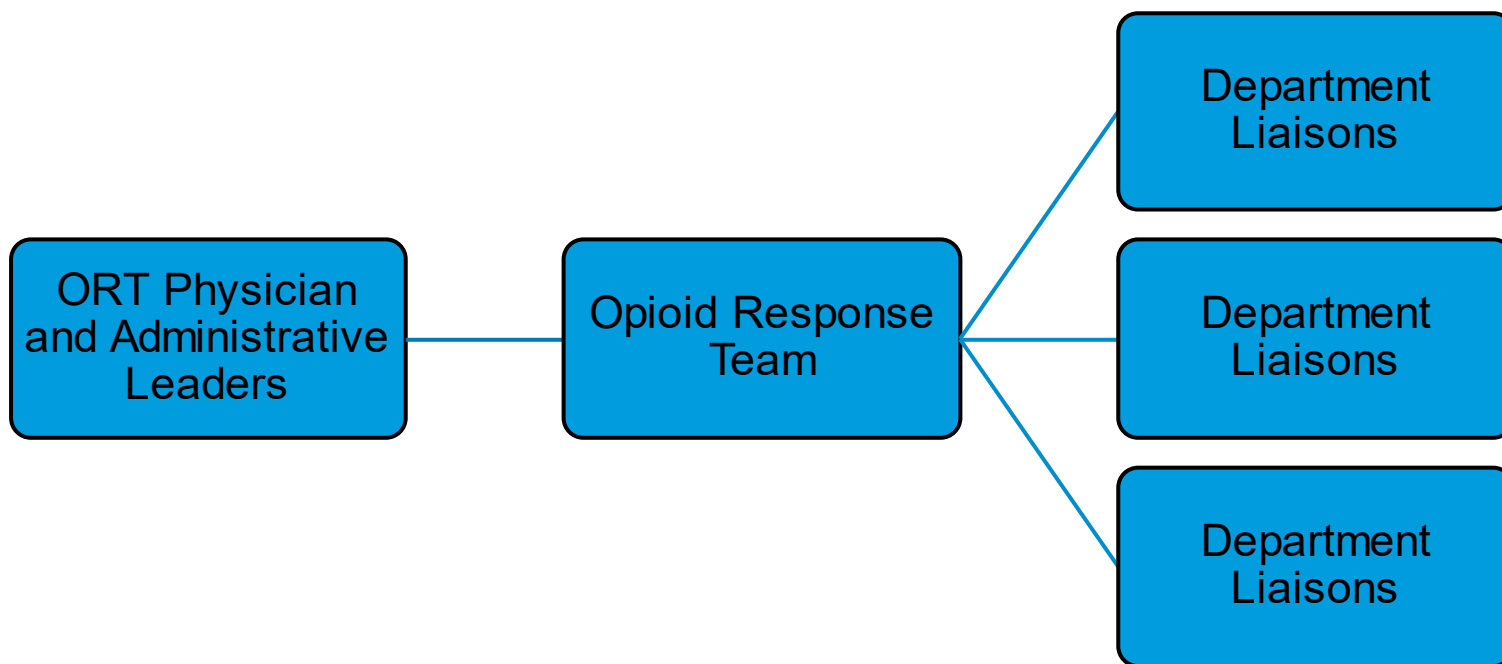 ORT Physician
and Administrative
Leaders
Opioid Response
Team
Department
Liaisons
Department
Liaisons
Department
Liaisons